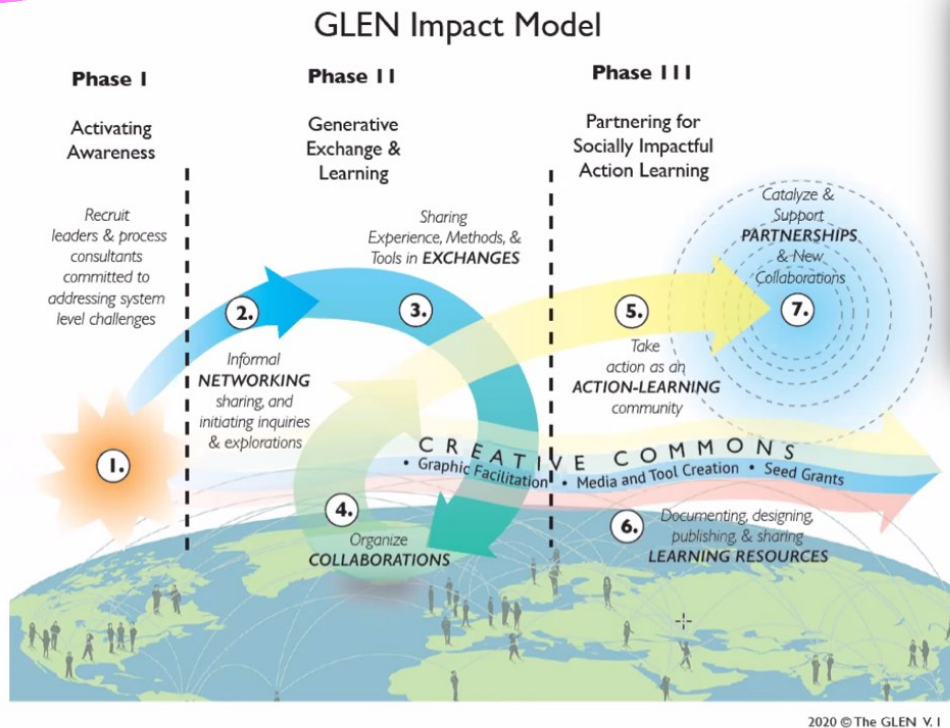 GLEN Impact Model
Phase I
Activating
Awareness
Recruit
leaders & process
consultants
committed to
addressing system
level challenges
1.
Phase II
Generative
Exchange &
Learning
2.
Informal
NETWORKING
sharing, and
initiating inquiries
& explorations
Sharing
Experience, Methods, &
Tools in EXCHANGES
3.
4.
Organize
COLLABORATIONS
Phase III
Partnering for
Socially Impactful
Action Learning
5.
Take
action as an
ACTION-LEARNING
community
Catalyze &
Support
PARTNERSHIPS
& New
Collaborations
7.
CREATIVE COMMONS
• Graphic Facilitation • Media and Tool Creation • Seed Grants
6.
Documenting, designing,
publishing, & sharing
LEARNING RESOURCES
2020 © The GLEN V. I